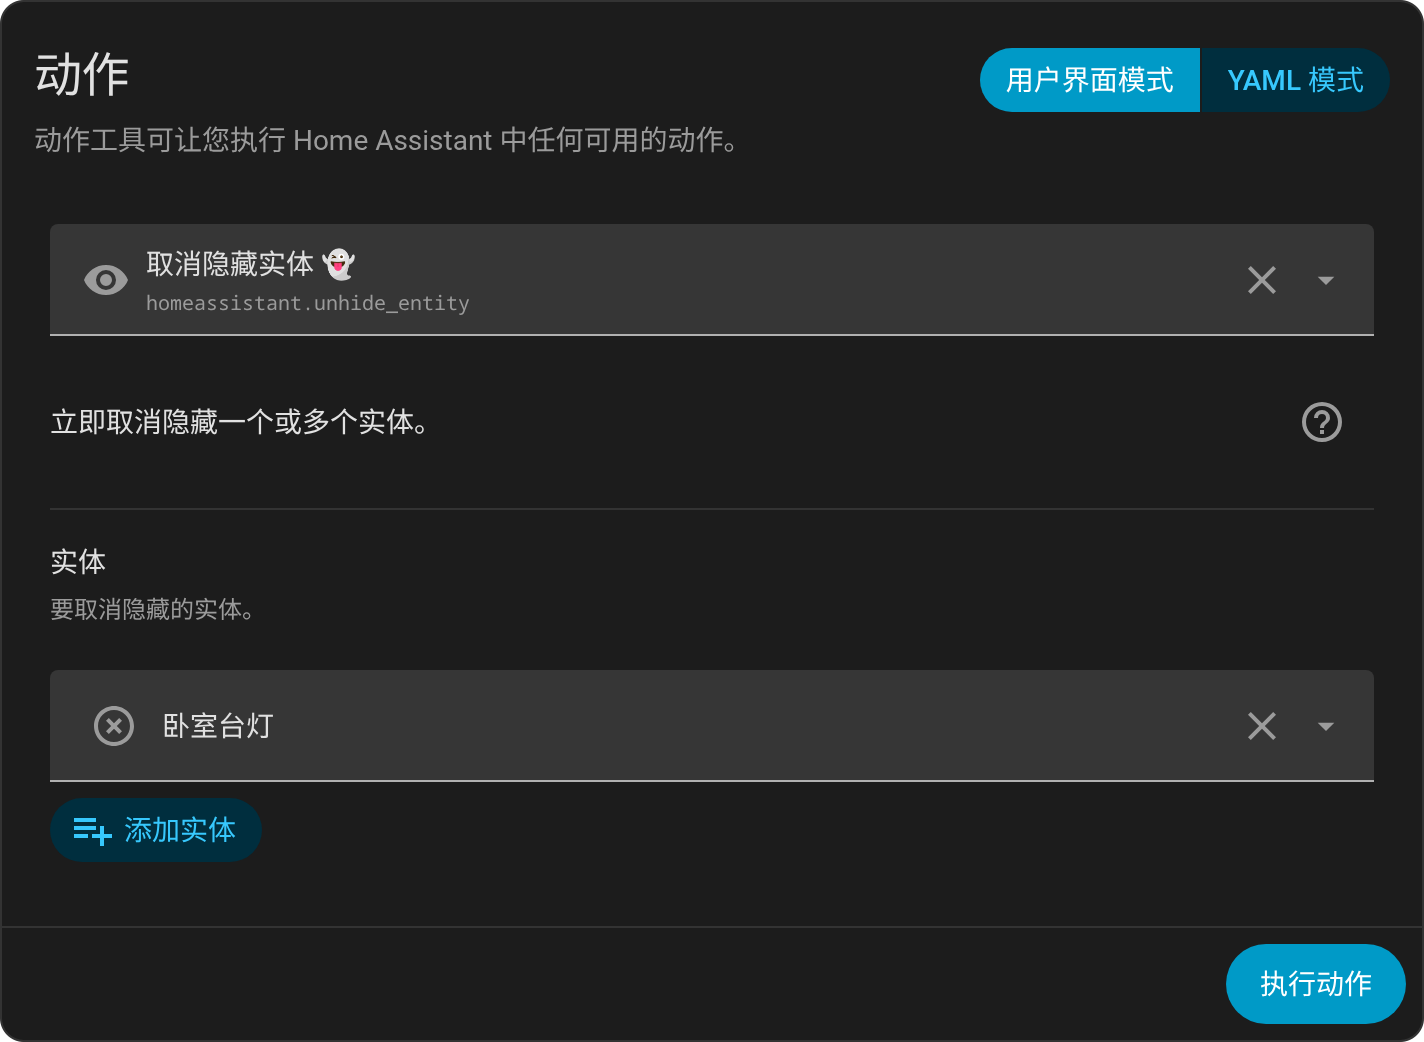 动作
用户界面模式
YAML 模式
动作工具可让您执行 Home Assistant 中任何可用的动作。
取消隐藏实体 👻
homeassistant.unhide_entity
立即取消隐藏一个或多个实体。
实体
要取消隐藏的实体。
卧室台灯
添加实体
执行动作